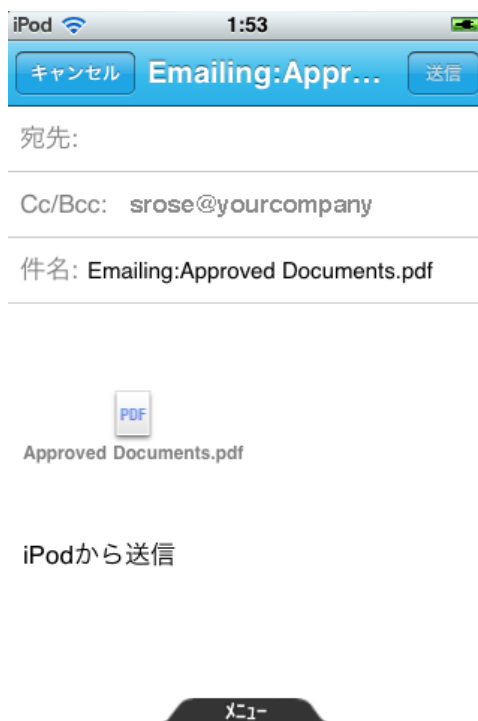 iPod 1:53
キャンセル Emailing:Appr... 送信
宛先:
Cc/Bcc: srose@yourcompany
件名: Emailing:Approved Documents.pdf
PDF
Approved Documents.pdf
iPodから送信
メニュー